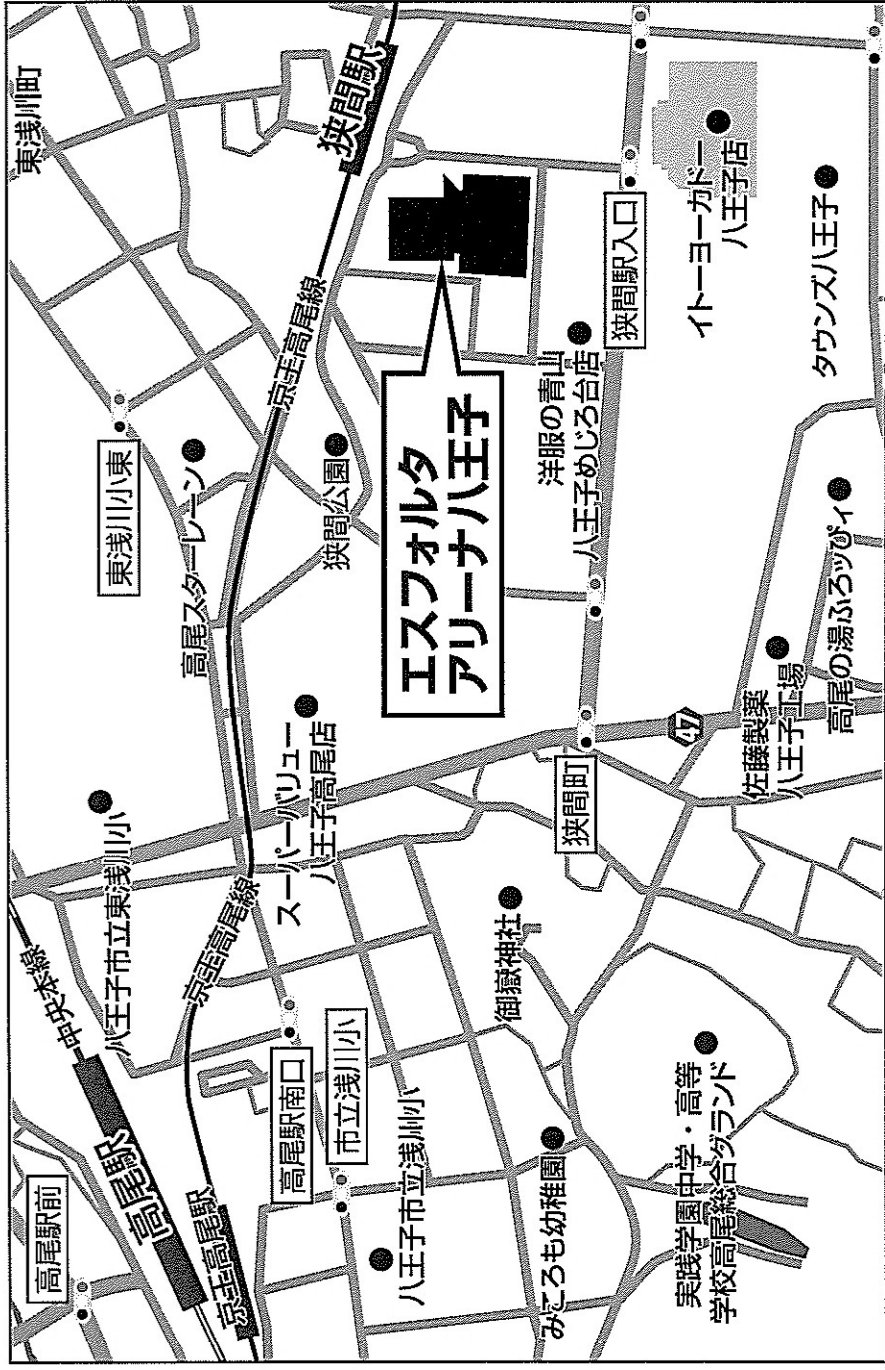 高尾駅前
高尾駅
中央本線
八王子市立東浅川小
東浅川小東
東浅川町
京王高尾駅
京王高尾線
高尾スターレーン
高尾駅南口
市立浅川小
スーパーバリュー
八王子高尾店
狭間公園
京王高尾線
狭間駅
八王子市立浅川小
エスフォルタ
アリーナ八王子
御嶽神社
みころも幼稚園
狭間町
洋服の青山
八王子めじろ台店
狭間駅入口
47
イトーヨーカドー
八王子店
実践学園中学・高等
学校高尾総合グランド
佐藤製薬
八王子工場
高尾の湯ふろッぴィ
タウンズ八王子